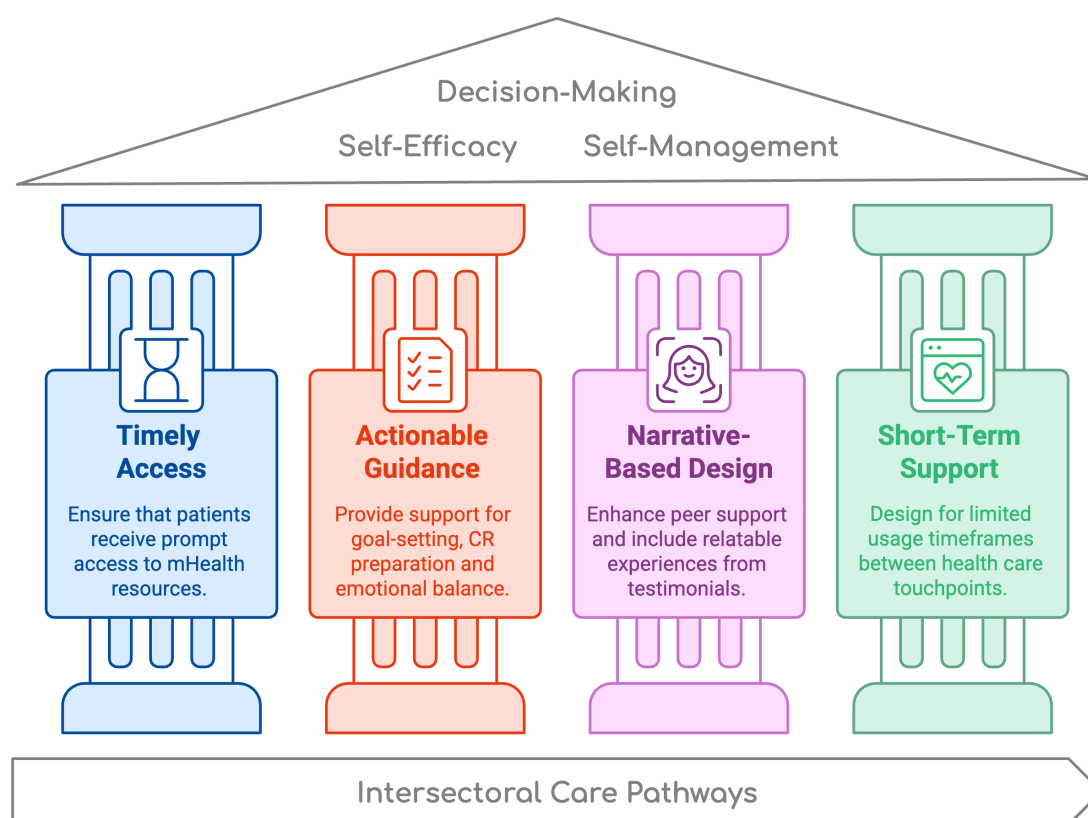 Decision-Making
Self-Efficacy
Self-Management
Timely
Access
Ensure that patients
receive prompt
access to mHealth
resources.
Actionable
Guidance
Provide support for
goal-setting, CR
preparation and
emotional balance.
Narrative-
Based Design
Enhance peer support
and include relatable
experiences from
testimonials.
Short-Term
Support
Design for limited
usage timeframes
between health care
touchpoints.
Intersectoral Care Pathways